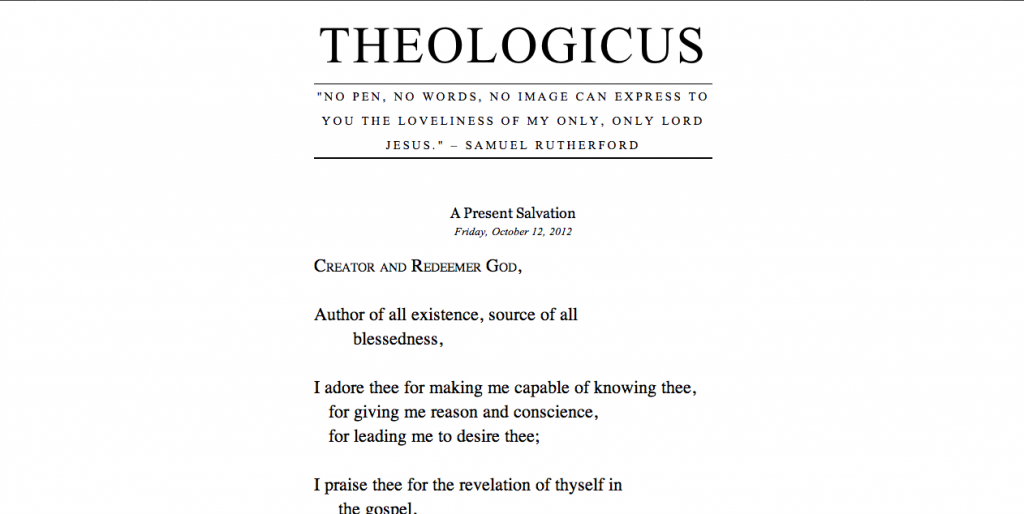 THEOLOGICUS
"NO PEN, NO WORDS, NO IMAGE CAN EXPRESS TO
YOU THE LOVELINESS OF MY ONLY, ONLY LORD
JESUS." – SAMUEL RUTHERFORD
A Present Salvation
Friday, October 12, 2012
Creator and Redeemer God,
Author of all existence, source of all
blessedness,
I adore thee for making me capable of knowing thee,
for giving me reason and conscience,
for leading me to desire thee;
I praise thee for the revelation of thyself in
the gospel,